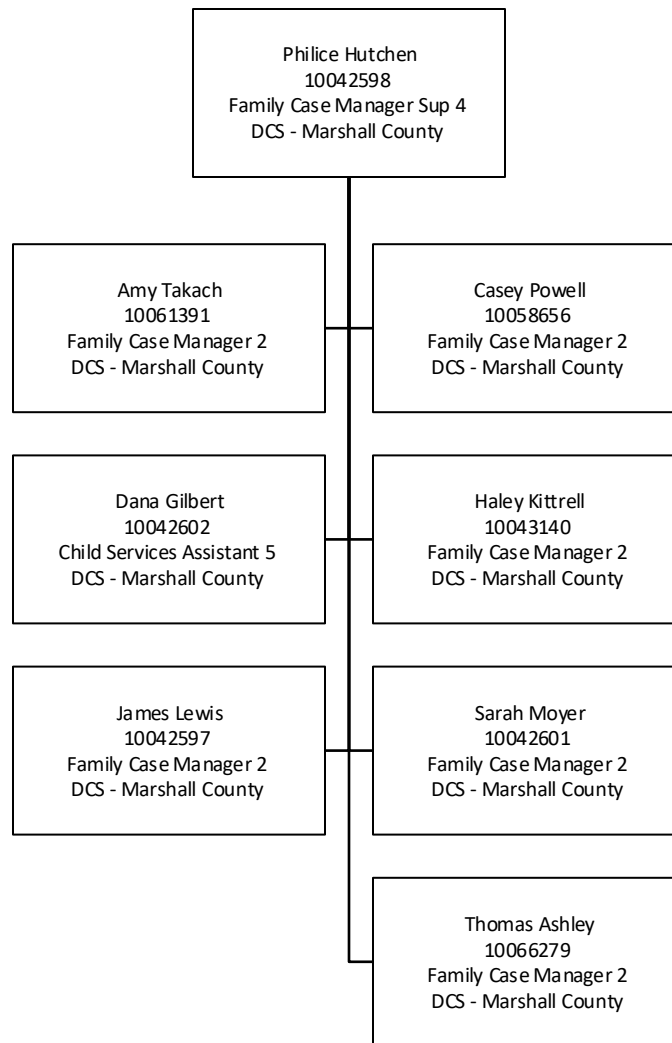 Philice Hutchen
10042598
Family Case Manager Sup 4
DCS - Marshall County
Amy Takach
10061391
Family Case Manager 2
DCS - Marshall County
Casey Powell
10058656
Family Case Manager 2
DCS - Marshall County
Dana Gilbert
10042602
Child Services Assistant 5
DCS - Marshall County
Haley Kittrell
10043140
Family Case Manager 2
DCS - Marshall County
James Lewis
10042597
Family Case Manager 2
DCS - Marshall County
Sarah Moyer
10042601
Family Case Manager 2
DCS - Marshall County
Thomas Ashley
10066279
Family Case Manager 2
DCS - Marshall County